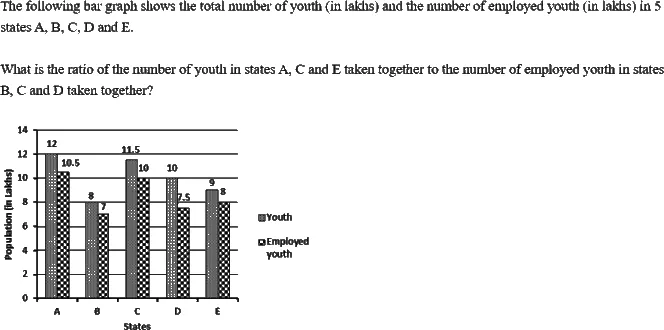 The following bar graph shows the total number of youth (in lakhs) and the number of employed youth (in lakhs) in 5
states A, B, C, D and E.
What is the ratio of the number of youth in states A, C and E taken together to the number of employed youth in states
B, C and D taken together?
14
12
10
8
6
4
2
0
Population (in Lakhs)
12
10.5
8
7
11.5
10
10
7.5
9
8
A
B
C
D
E
States
Youth
Employed
youth